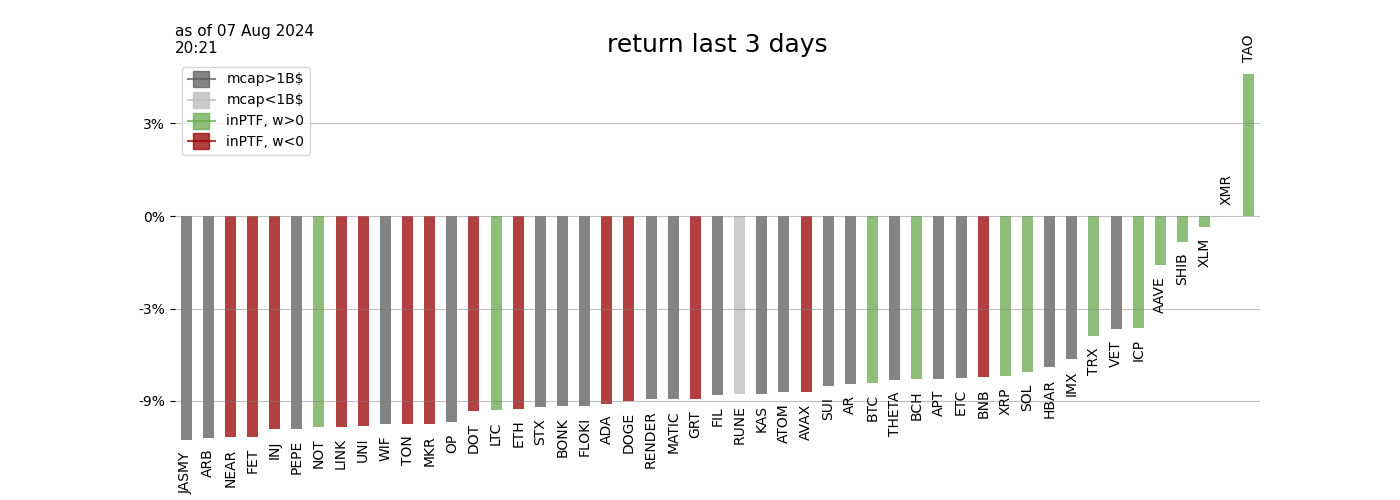 as of 07 Aug 2024
20:21
return last 3 days
mcap>1B$
mcap<1B$
inPTF, w>0
inPTF, w<0
3%
0%
-3%
-9%
JASMY
ARB
NEAR
FET
INJ
PEPE
NOT
LINK
UNI
WIF
TON
MKR
OP
DOT
LTC
ETH
STX
BONK
FLOKI
ADA
DOGE
RENDER
MATIC
GRT
FIL
RUNE
KAS
ATOM
AVAX
SUI
AR
BTC
THETA
BCH
APT
ETC
BNB
XRP
SOL
HBAR
IMX
TRX
VET
ICP
AAVE
SHIB
XLM
XMR
TAO